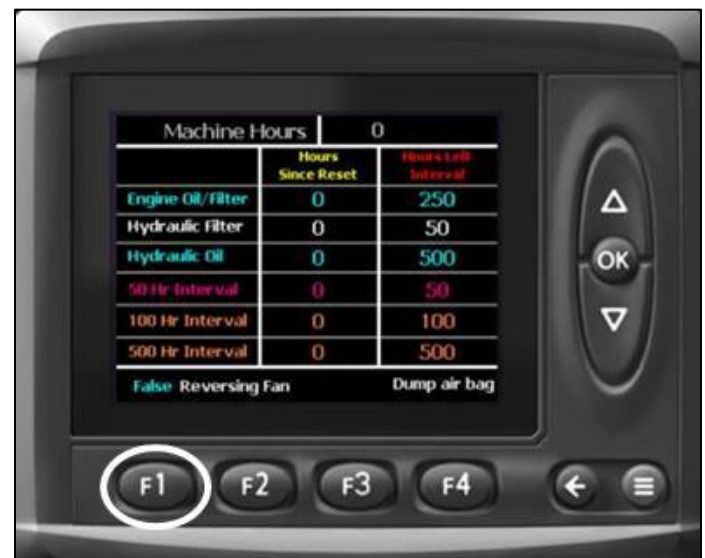 Machine Hours 0
Hours Since Reset Hours Left Interval
Engine Oil/Filter 0 250
Hydraulic Filter 0 50
Hydraulic Oil 0 500
50 Hr Interval 0 50
100 Hr Interval 0 100
500 Hr Interval 0 500
False Reversing Fan Dump air bag
OK
F1 F2 F3 F4